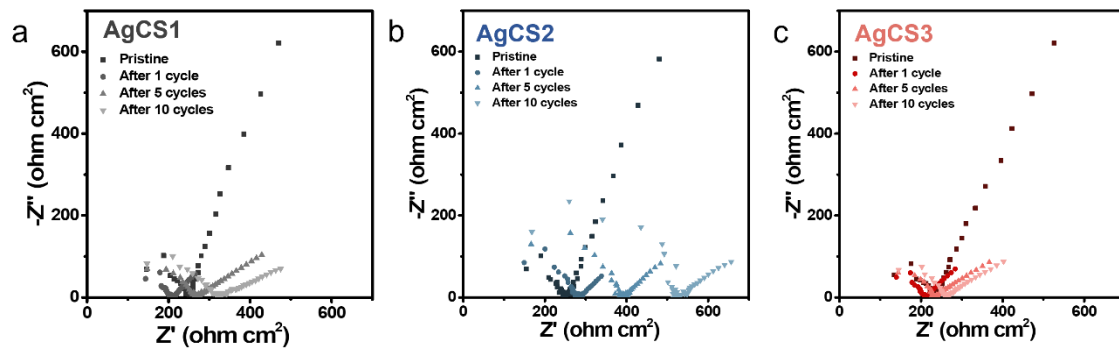 a
AgCS1
Pristine
After 1 cycle
After 5 cycles
After 10 cycles
600
400
200
0
-Z'' (ohm cm²)
0 200 400 600
Z' (ohm cm²)
b
AgCS2
Pristine
After 1 cycle
After 5 cycles
After 10 cycles
600
400
200
0
-Z'' (ohm cm²)
0 200 400 600
Z' (ohm cm²)
c
AgCS3
Pristine
After 1 cycle
After 5 cycles
After 10 cycles
600
400
200
0
-Z'' (ohm cm²)
0 200 400 600
Z' (ohm cm²)